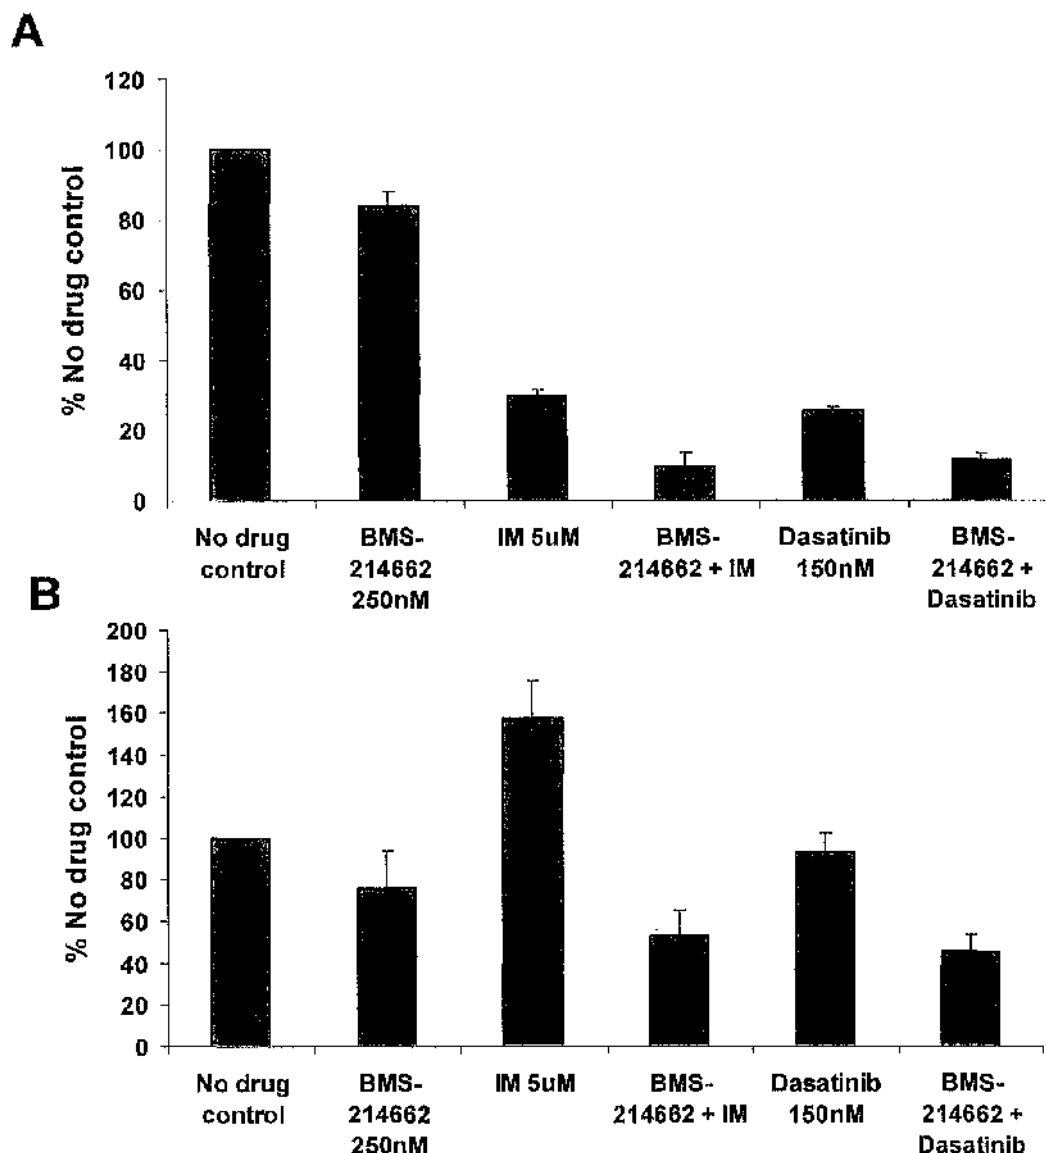 A
120
100
80
60
40
20
0
% No drug control
No drug control
BMS-214662 250nM
IM 5uM
BMS-214662 + IM
Dasatinib 150nM
BMS-214662 + Dasatinib
B
200
180
160
140
120
100
80
60
40
20
0
% No drug control
No drug control
BMS-214662 250nM
IM 5uM
BMS-214662 + IM
Dasatinib 150nM
BMS-214662 + Dasatinib